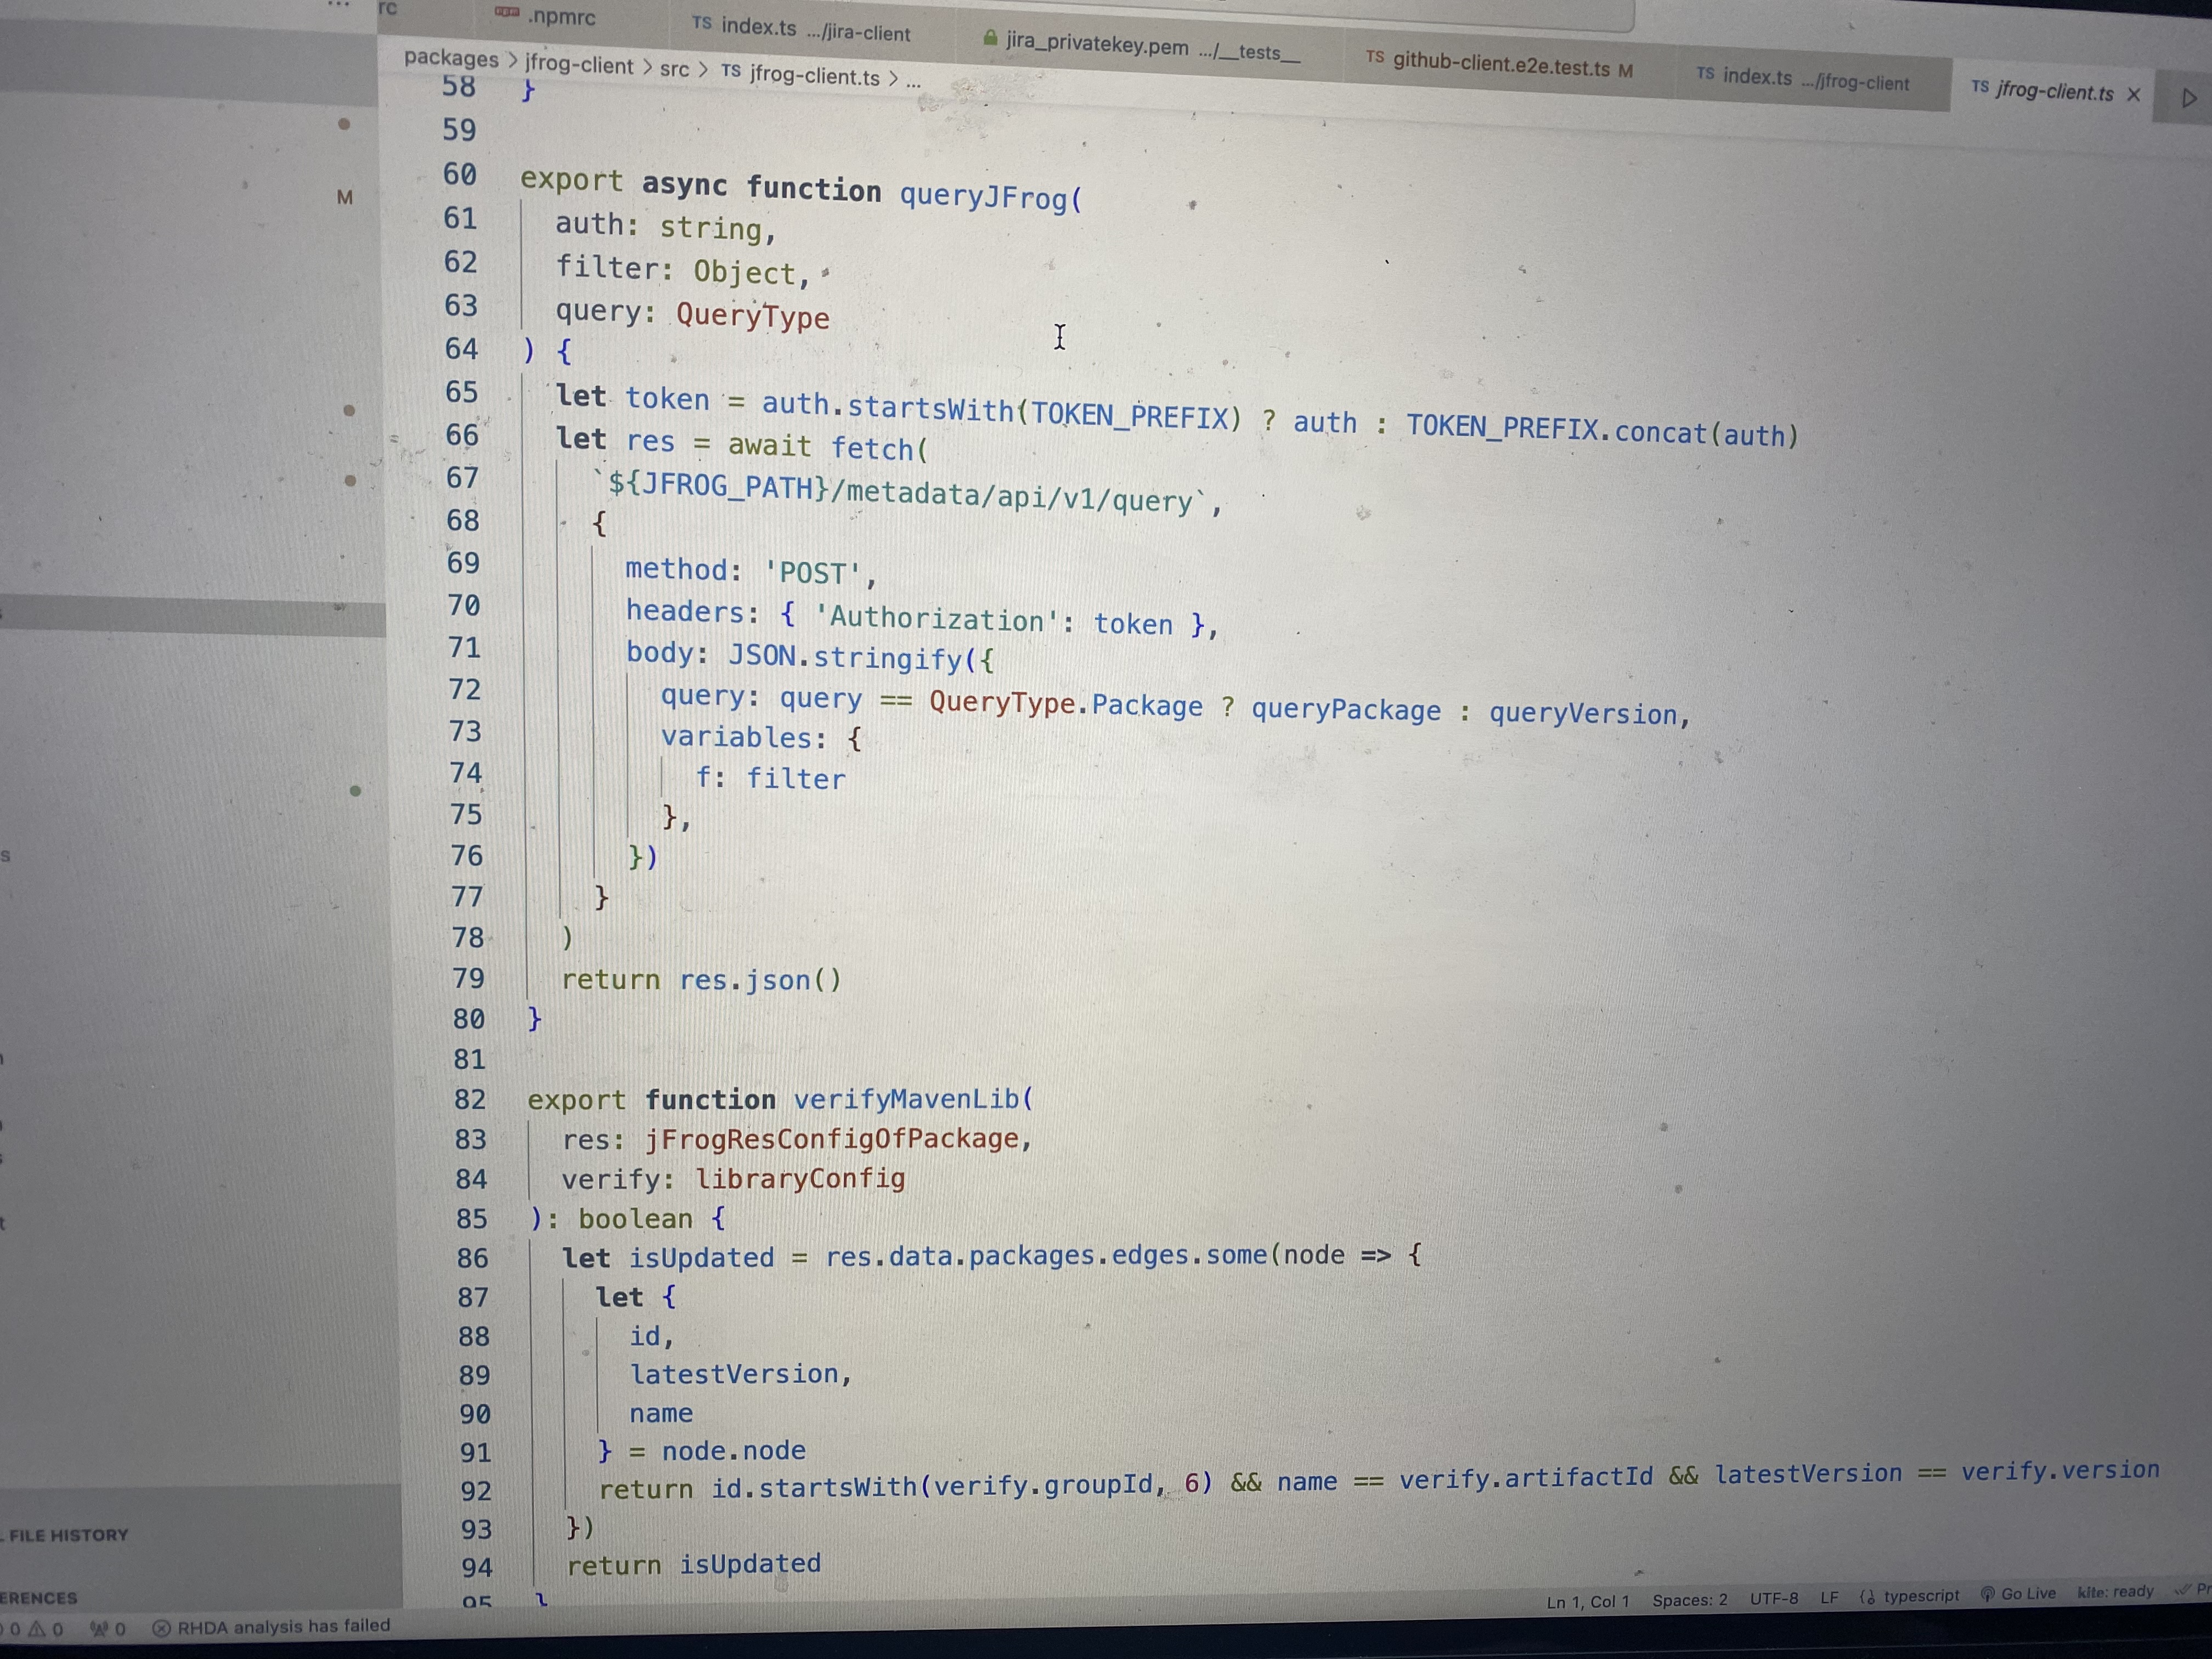 rc
.npmrc
TS index.ts .../jira-client
jira_privatekey.pem .../__tests__
TS github-client.e2e.test.ts M
TS index.ts .../jfrog-client
TS jfrog-client.ts ×
packages > jfrog-client > src > TS jfrog-client.ts > ...
M
58 }
59
60 export async function queryJFrog(
61 auth: string,
62 filter: Object,
63 query: QueryType
64 ) {
65 let token = auth.startsWith(TOKEN_PREFIX) ? auth : TOKEN_PREFIX.concat(auth)
66 let res = await fetch(
67 `${JFROG_PATH}/metadata/api/v1/query`,
68 {
69 method: 'POST',
70 headers: { 'Authorization': token },
71 body: JSON.stringify({
72 query: query == QueryType.Package ? queryPackage : queryVersion,
73 variables: {
74 f: filter
75 },
76 })
77 }
78 )
79 return res.json()
80 }
81
82 export function verifyMavenLib(
83 res: jFrogResConfigOfPackage,
84 verify: libraryConfig
85 ): boolean {
86 let isUpdated = res.data.packages.edges.some(node => {
87 let {
88 id,
89 latestVersion,
90 name
91 } = node.node
92 return id.startsWith(verify.groupId, 6) && name == verify.artifactId && latestVersion == verify.version
93 })
94 return isUpdated
95 }
FILE HISTORY
ERENCES
0 0 0 RHDA analysis has failed
Ln 1, Col 1 Spaces: 2 UTF-8 LF typescript Go Live kite: ready Pr